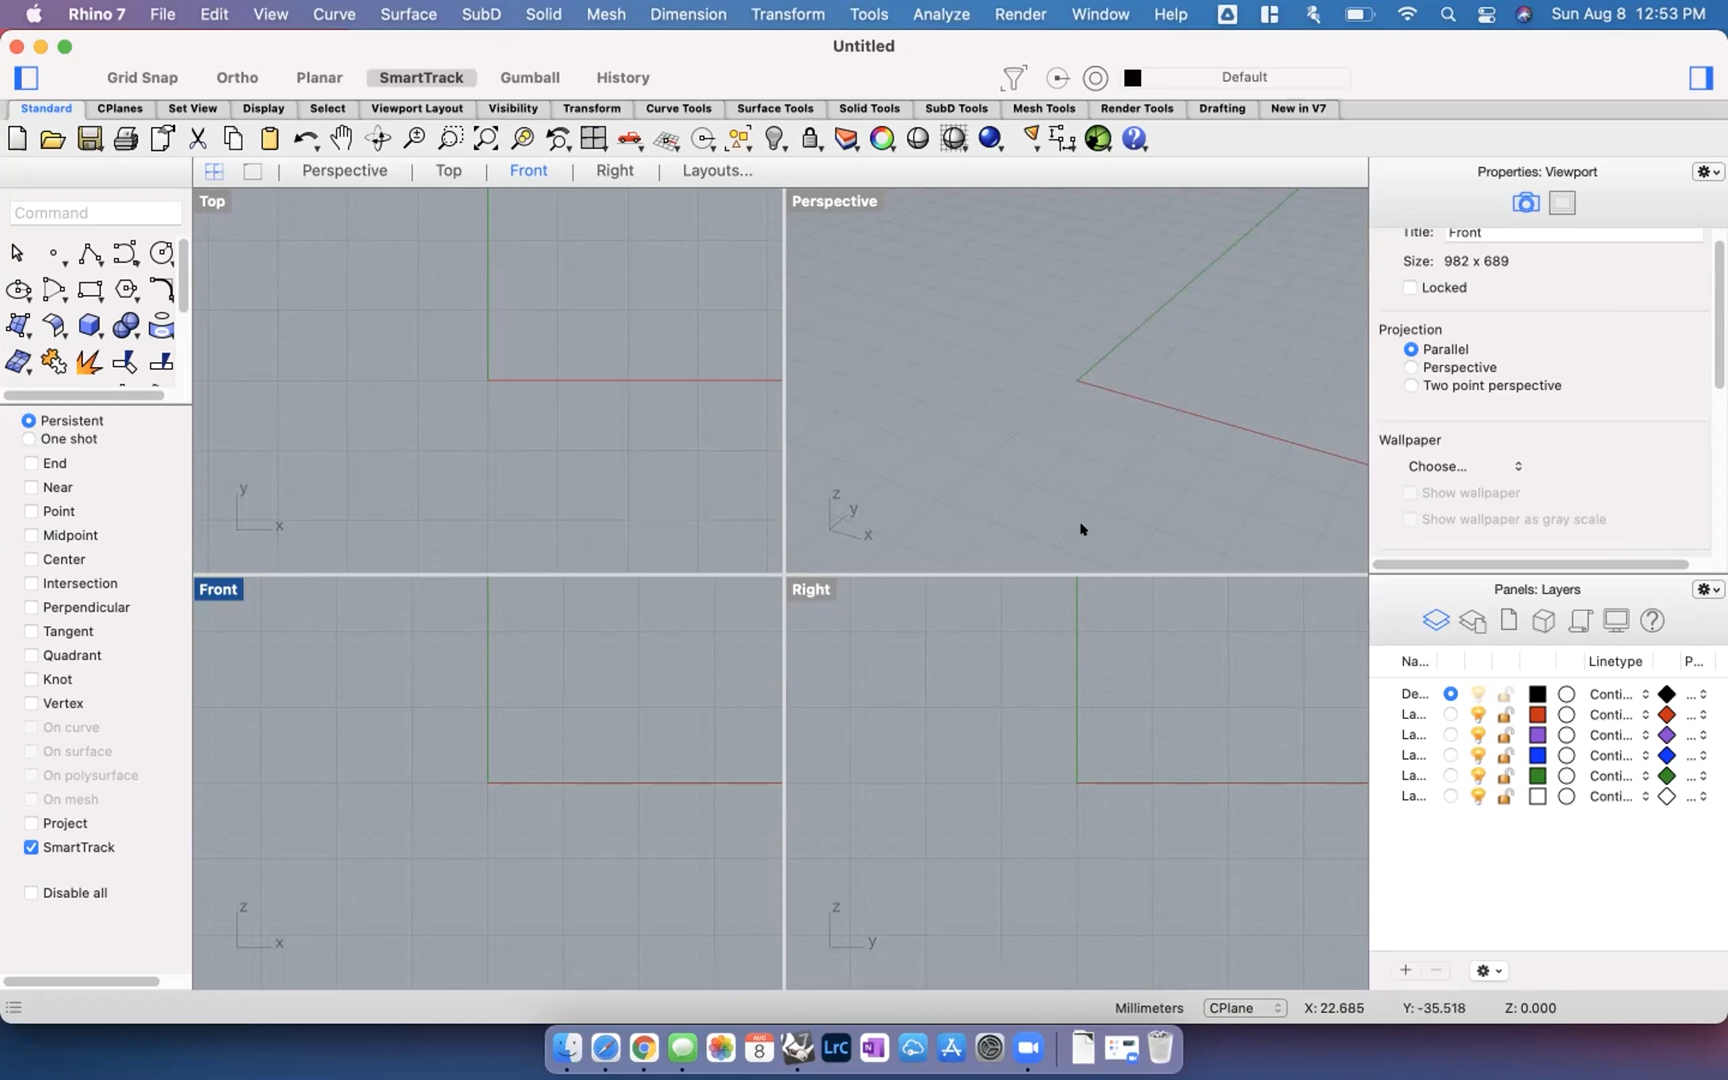 Rhino 7 File Edit View Curve Surface SubD Solid Mesh Dimension Transform Tools Analyze Render Window Help Sun Aug 8 12:53 PM
Untitled
Grid Snap Ortho Planar SmartTrack Gumball History Default
Standard CPlanes Set View Display Select Viewport Layout Visibility Transform Curve Tools Surface Tools Solid Tools SubD Tools Mesh Tools Render Tools Drafting New in V7
Perspective Top Front Right Layouts...
Command
Persistent
One shot
End
Near
Point
Midpoint
Center
Intersection
Perpendicular
Tangent
Quadrant
Knot
Vertex
On curve
On surface
On polysurface
On mesh
Project
SmartTrack
Disable all
Top
y
x
Perspective
z
y
x
Front
z
x
Right
z
y
Properties: Viewport
Title: Front
Size: 982 x 689
Locked
Projection
Parallel
Perspective
Two point perspective
Wallpaper
Choose...
Show wallpaper
Show wallpaper as gray scale
Panels: Layers
Na... Linetype P...
De... Conti... ...
La... Conti... ...
La... Conti... ...
La... Conti... ...
La... Conti... ...
La... Conti... ...
Millimeters CPlane X: 22.685 Y: -35.518 Z: 0.000
AUG
8
LrC
N